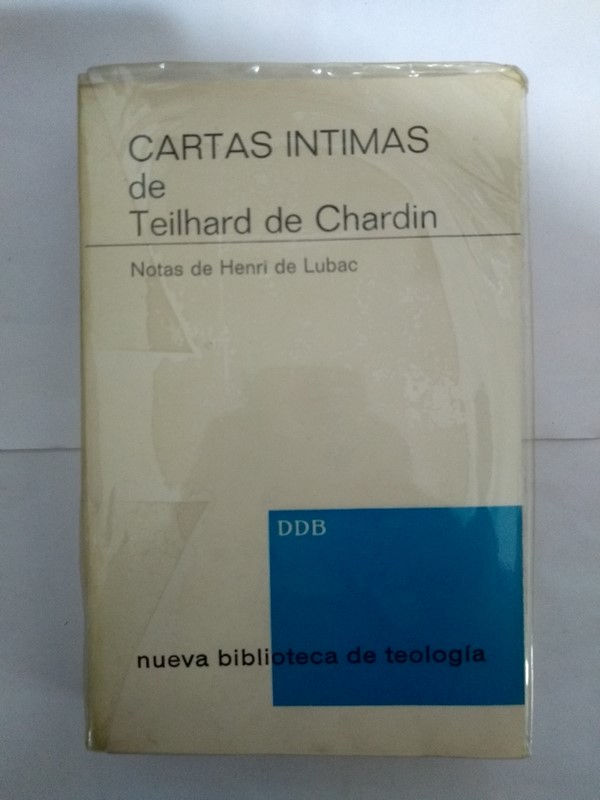 CARTAS INTIMAS
de
Teilhard de Chardin
Notas de Henri de Lubac
DDB
nueva biblioteca de teología